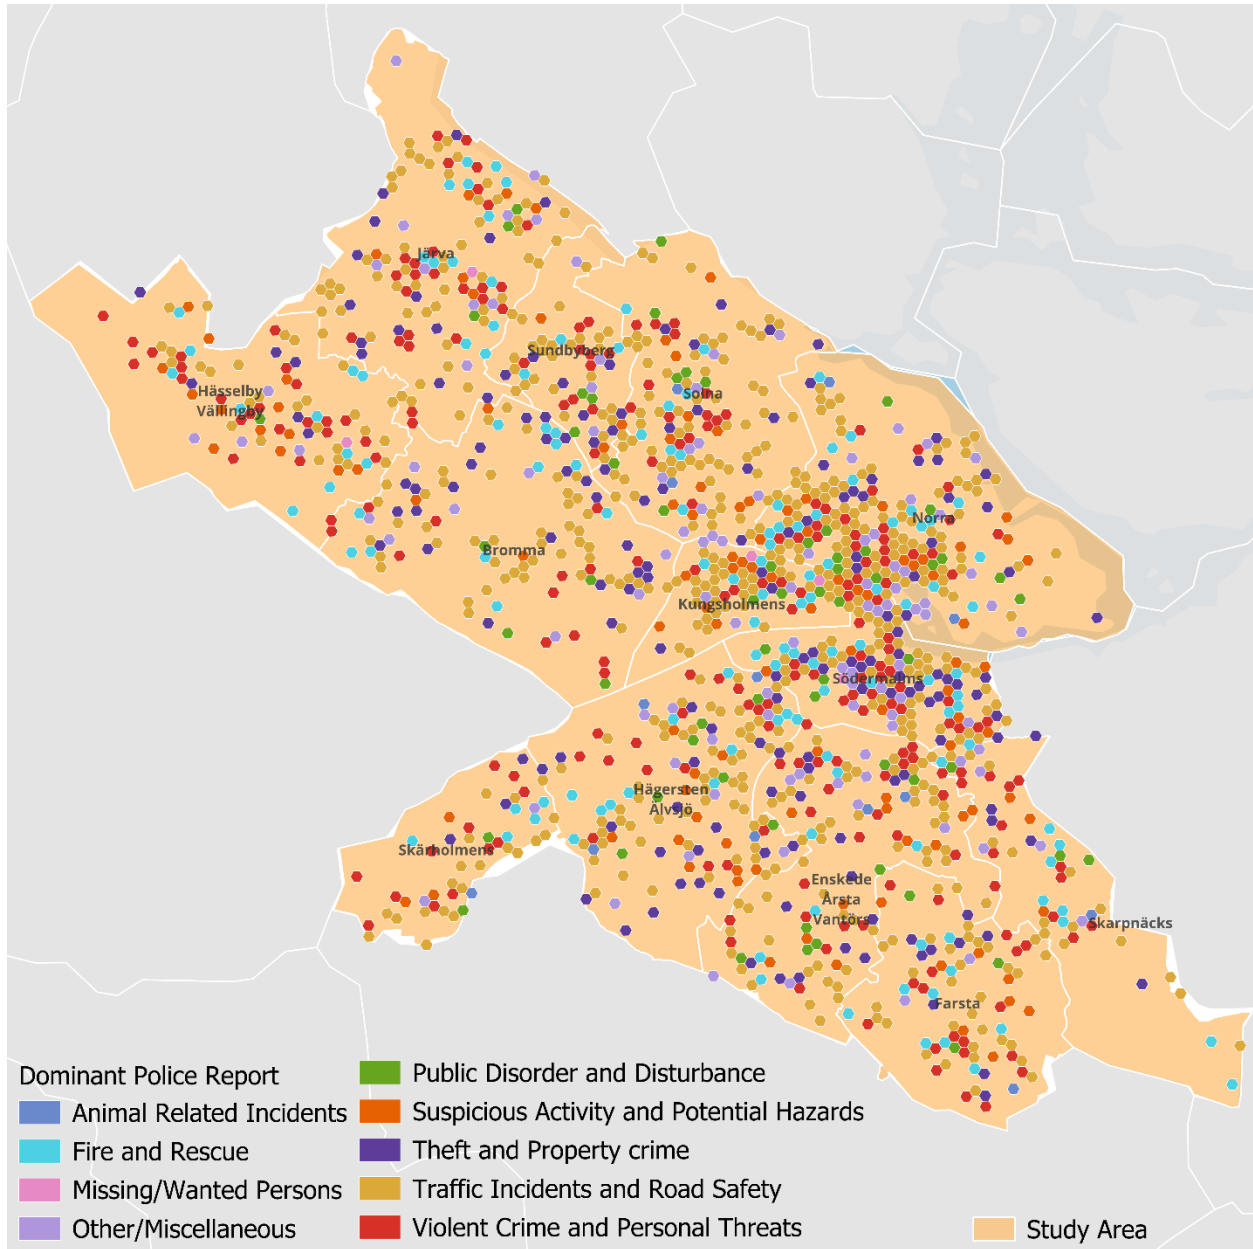 Järva
Sundbyberg
Hässelby
Vällingby
Solna
Norra
Bromma
Kungsholmens
Södermalms
Hägersten
Älvsjö
Skärholmens
Enskede
Årsta
Vantörs
Skarpnäcks
Farsta
Dominant Police Report
Animal Related Incidents
Fire and Rescue
Missing/Wanted Persons
Other/Miscellaneous
Public Disorder and Disturbance
Suspicious Activity and Potential Hazards
Theft and Property crime
Traffic Incidents and Road Safety
Violent Crime and Personal Threats
Study Area